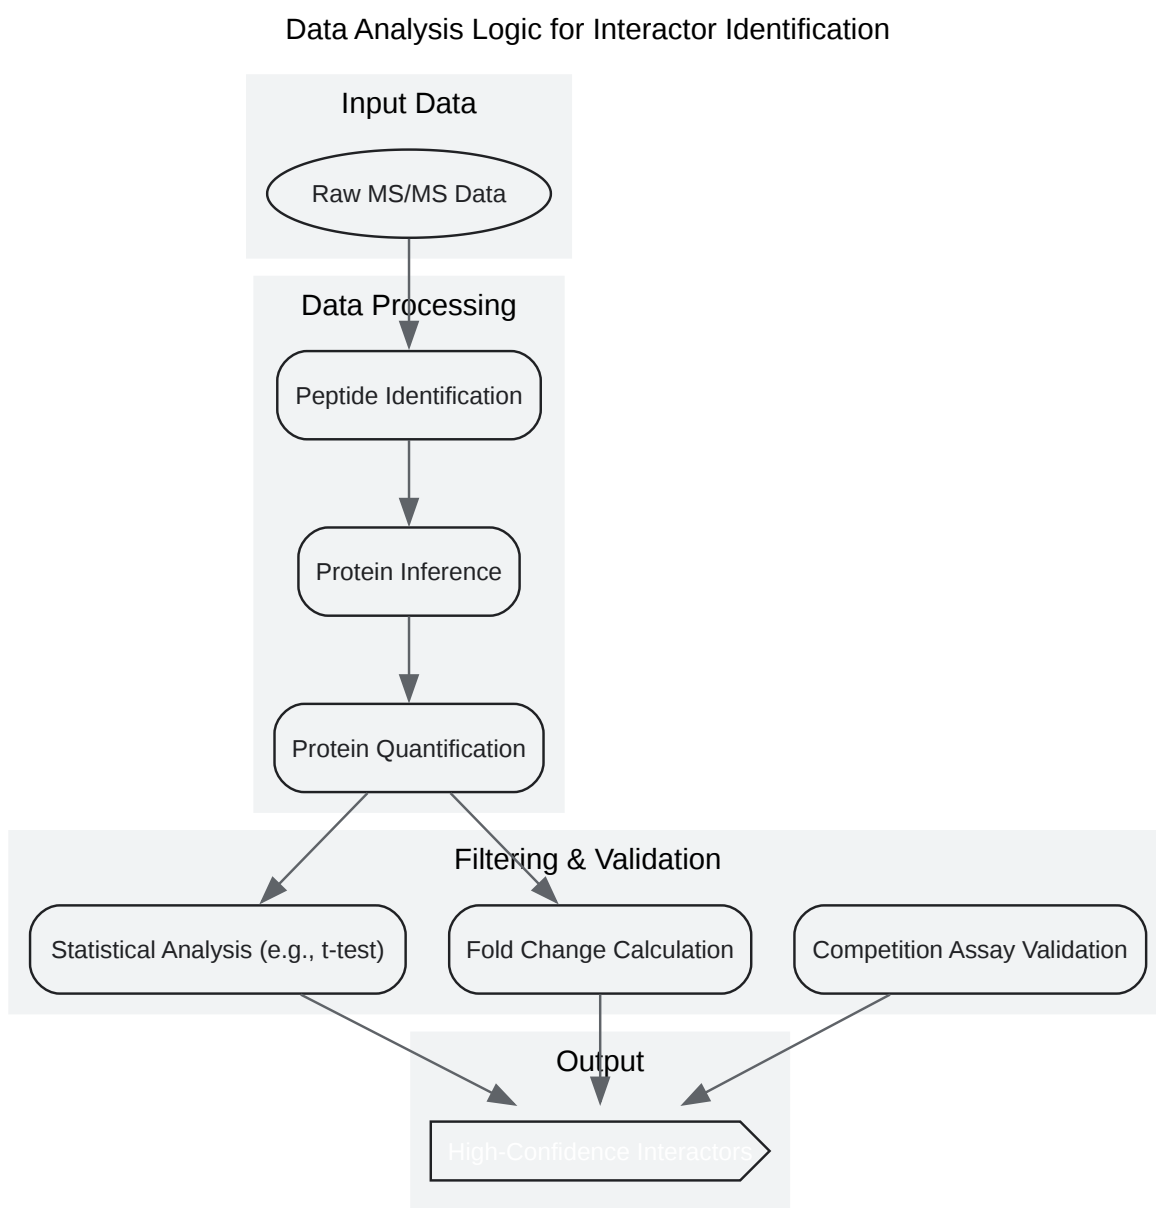 Data Analysis Logic for Interactor Identification
Input Data
Raw MS/MS Data
Data Processing
Peptide Identification
Protein Inference
Protein Quantification
Filtering & Validation
Statistical Analysis (e.g., t-test)
Fold Change Calculation
Competition Assay Validation
Output
High-Confidence Interactors